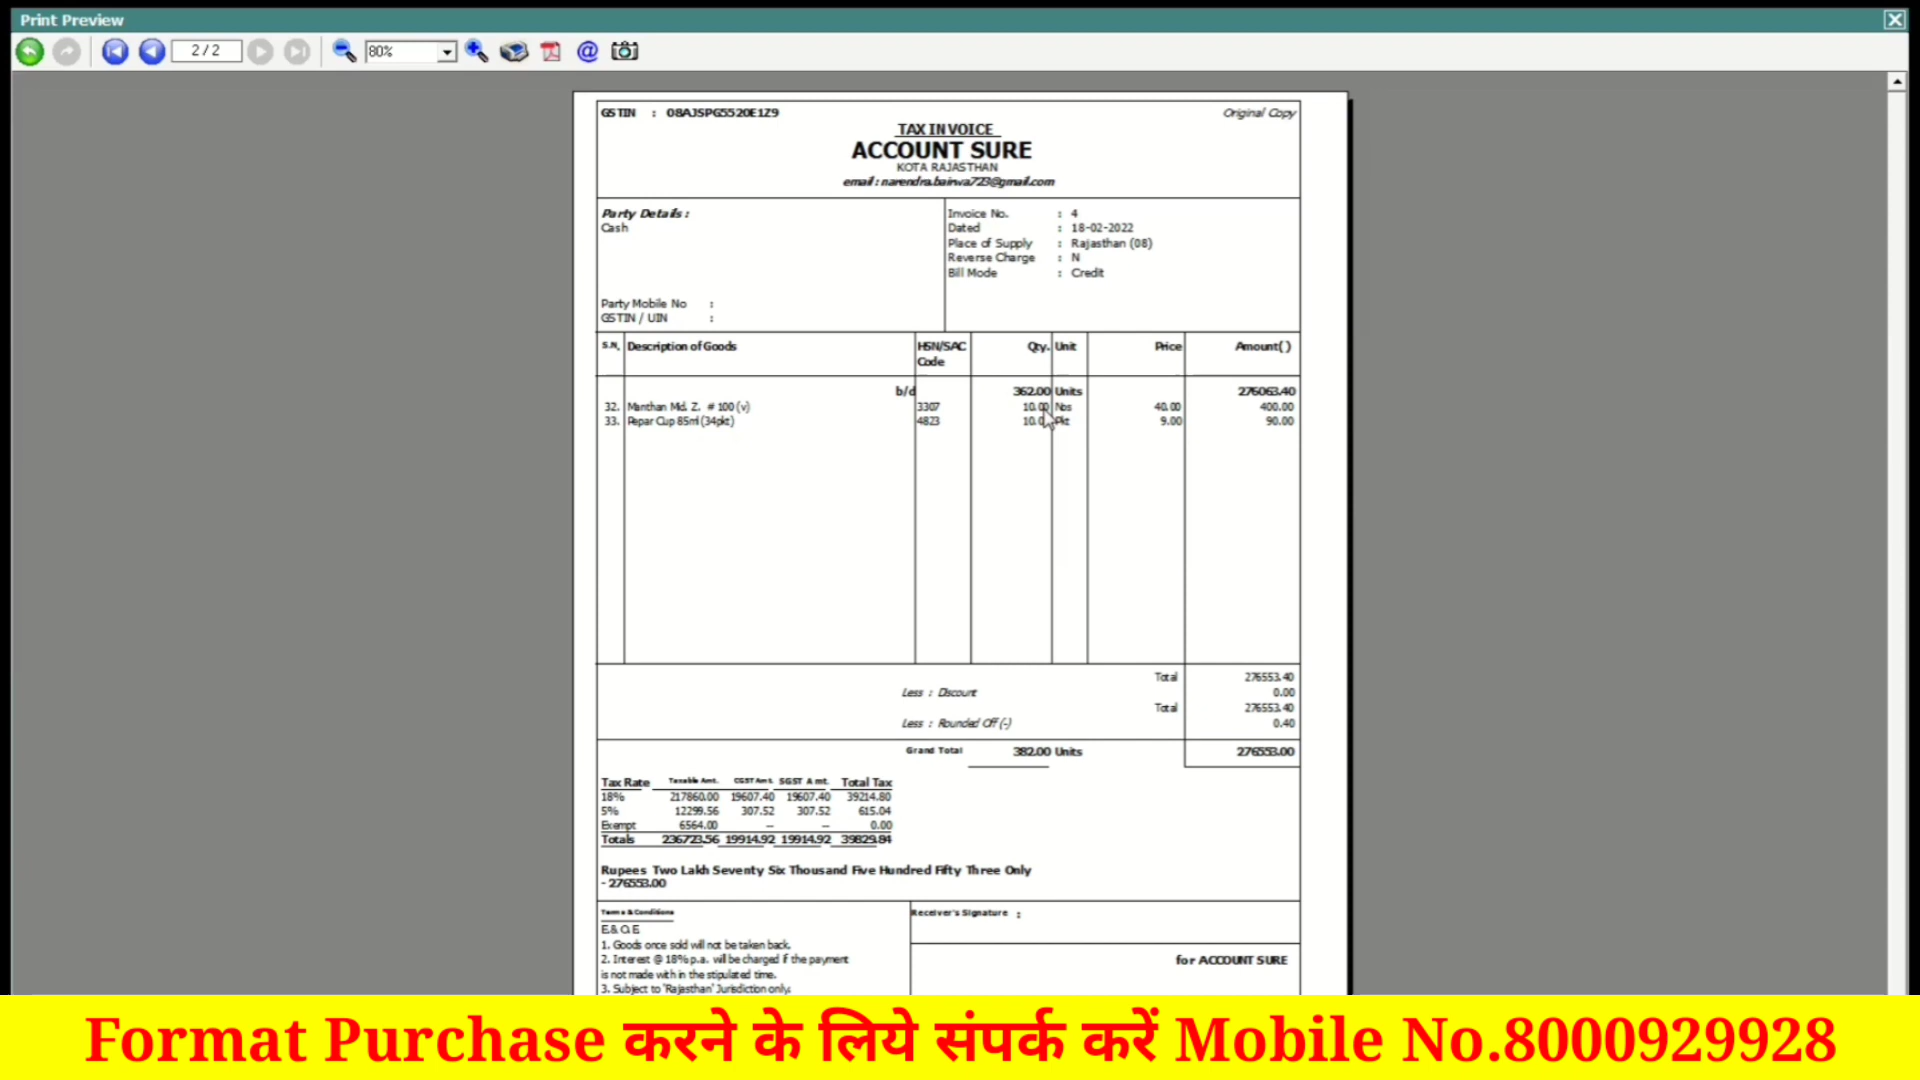 Print Preview
2 / 2
80%
GSTIN : 08AJSPG5520E1Z9 Original Copy
TAX INVOICE
ACCOUNT SURE
KOTA RAJASTHAN
email : narendra.bairwa723@gmail.com
Party Details :
Cash
Party Mobile No :
GSTIN / UIN :
Invoice No. : 4
Dated : 18-02-2022
Place of Supply : Rajasthan (08)
Reverse Charge : N
Bill Mode : Credit
S.N. Description of Goods HSN/SAC Code Qty. Unit Price Amount( )
b/d 362.00 Units 276063.40
32. Manthan Mid. Z. # 100 (v) 3307 10.00 Nos 40.00 400.00
33. Pepar Cup 85ml (34pkt) 4823 10.0 Pkt 9.00 90.00
Total 276553.40
Less : Discount 0.00
Total 276553.40
Less : Rounded Off (-) 0.40
Grand Total 382.00 Units 276553.00
Tax Rate Taxable Amt. CGST Amt. SGST Amt. Total Tax
18% 217860.00 19607.40 19607.40 39214.80
5% 12299.56 307.52 307.52 615.04
Exempt 6564.00 -- -- 0.00
Totals 236723.56 19914.92 19914.92 39829.84
Rupees Two Lakh Seventy Six Thousand Five Hundred Fifty Three Only
- 276553.00
Terms & Conditions
E.& O.E
1. Goods once sold will not be taken back.
2. Interest @ 18% p.a. will be charged if the payment
is not made with in the stipulated time.
3. Subject to 'Rajasthan' Jurisdiction only.
Receiver's Signature :
for ACCOUNT SURE
Format Purchase करने के लिये संपर्क करें Mobile No.8000929928